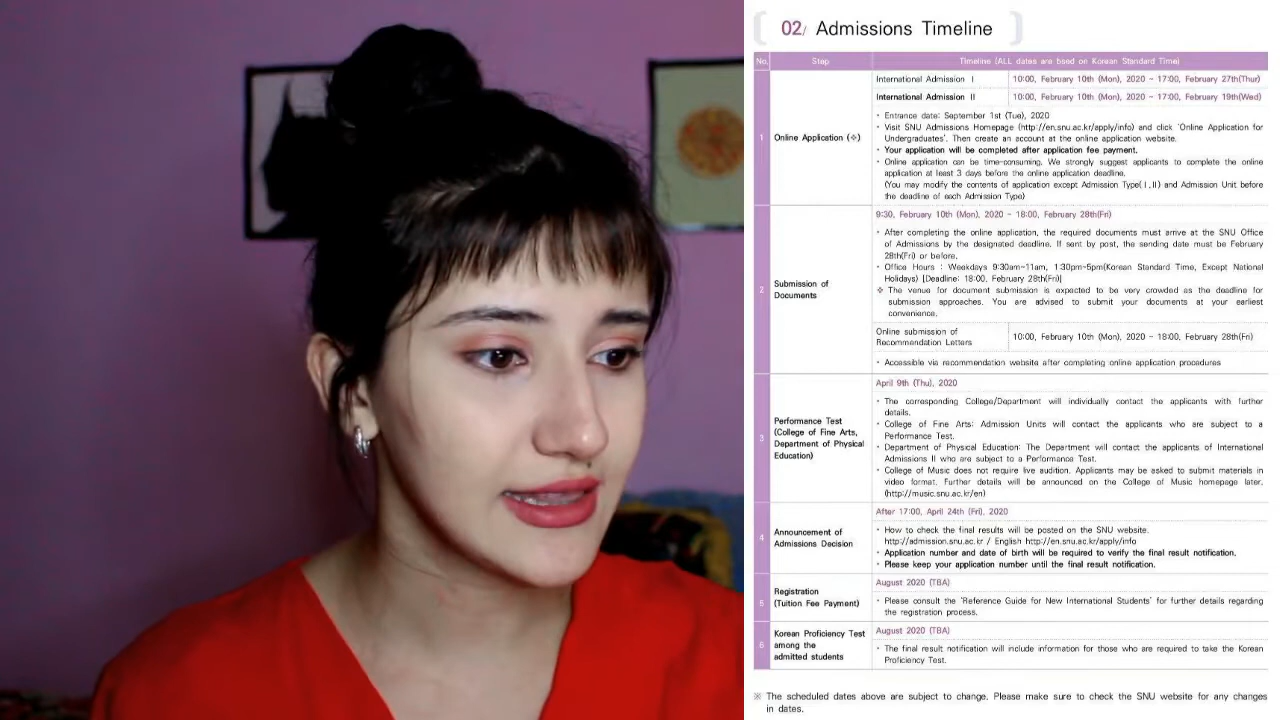 02/ Admissions Timeline
No. Step Timeline (ALL dates are based on Korean Standard Time)
1 Online Application (※)
International Admission Ⅰ 10:00, February 10th (Mon), 2020 ~ 17:00, February 27th(Thur)
International Admission Ⅱ 10:00, February 10th (Mon), 2020 ~ 17:00, February 19th(Wed)
• Entrance date: September 1st (Tue), 2020
• Visit SNU Admissions Homepage (http://en.snu.ac.kr/apply/info) and click 'Online Application for
Undergraduates'. Then create an account at the online application website.
• Your application will be completed after application fee payment.
• Online application can be time-consuming. We strongly suggest applicants to complete the online
application at least 3 days before the online application deadline.
(You may modify the contents of application except Admission Type(Ⅰ,Ⅱ) and Admission Unit before
the deadline of each Admission Type)
2 Submission of
Documents
9:30, February 10th (Mon), 2020 ~ 18:00, February 28th(Fri)
• After completing the online application, the required documents must arrive at the SNU Office
of Admissions by the designated deadline. If sent by post, the sending date must be February
28th(Fri) or before.
• Office Hours : Weekdays 9:30am~11am, 1:30pm~5pm(Korean Standard Time, Except National
Holidays) [Deadline: 18:00, February 28th(Fri)]
※ The venue for document submission is expected to be very crowded as the deadline for
submission approaches. You are advised to submit your documents at your earliest
convenience.
Online submission of
Recommendation Letters
10:00, February 10th (Mon), 2020 ~ 18:00, February 28th(Fri)
• Accessible via recommendation website after completing online application procedures
3 Performance Test
(College of Fine Arts,
Department of Physical
Education)
April 9th (Thu), 2020
• The corresponding College/Department will individually contact the applicants with further
details.
• College of Fine Arts: Admission Units will contact the applicants who are subject to a
Performance Test.
• Department of Physical Education: The Department will contact the applicants of International
Admissions II who are subject to a Performance Test.
• College of Music does not require live audition. Applicants may be asked to submit materials in
video format. Further details will be announced on the College of Music homepage later.
(http://music.snu.ac.kr/en)
4 Announcement of
Admissions Decision
After 17:00, April 24th (Fri), 2020
• How to check the final results will be posted on the SNU website.
http://admission.snu.ac.kr / English http://en.snu.ac.kr/apply/info
• Application number and date of birth will be required to verify the final result notification.
• Please keep your application number until the final result notification.
5 Registration
(Tuition Fee Payment)
August 2020 (TBA)
• Please consult the 'Reference Guide for New International Students' for further details regarding
the registration process.
6 Korean Proficiency Test
among the
admitted students
August 2020 (TBA)
• The final result notification will include information for those who are required to take the Korean
Proficiency Test.
※ The scheduled dates above are subject to change. Please make sure to check the SNU website for any changes
in dates.